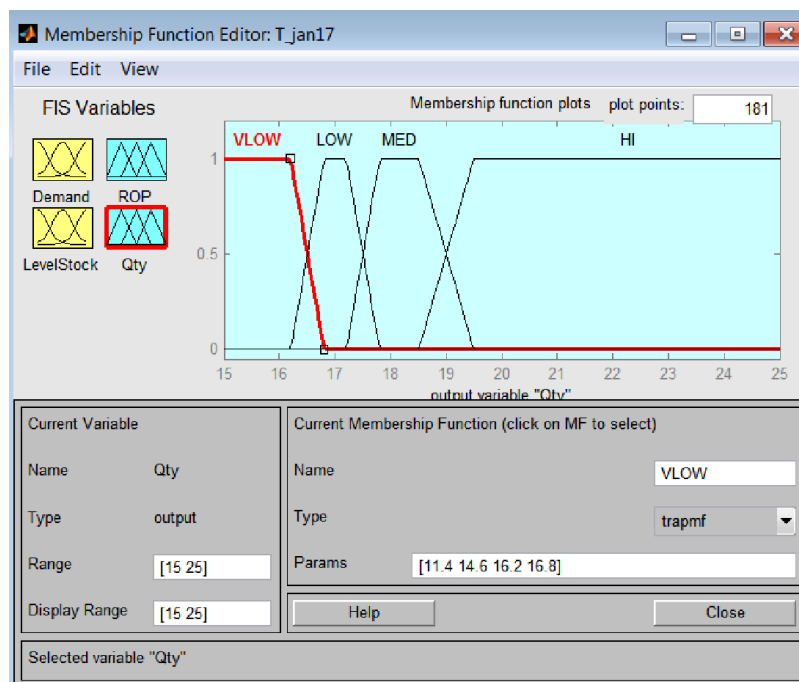 Membership Function Editor: T_jan17
File Edit View
FIS Variables
Membership function plots plot points: 181
VLOW LOW MED HI
1
0.5
0
15 16 17 18 19 20 21 22 23 24 25
output variable "Qty"
Demand ROP
LevelStock Qty
Current Variable
Name Qty
Type output
Range [15 25]
Display Range [15 25]
Current Membership Function (click on MF to select)
Name VLOW
Type trapmf
Params [11.4 14.6 16.2 16.8]
Help Close
Selected variable "Qty"